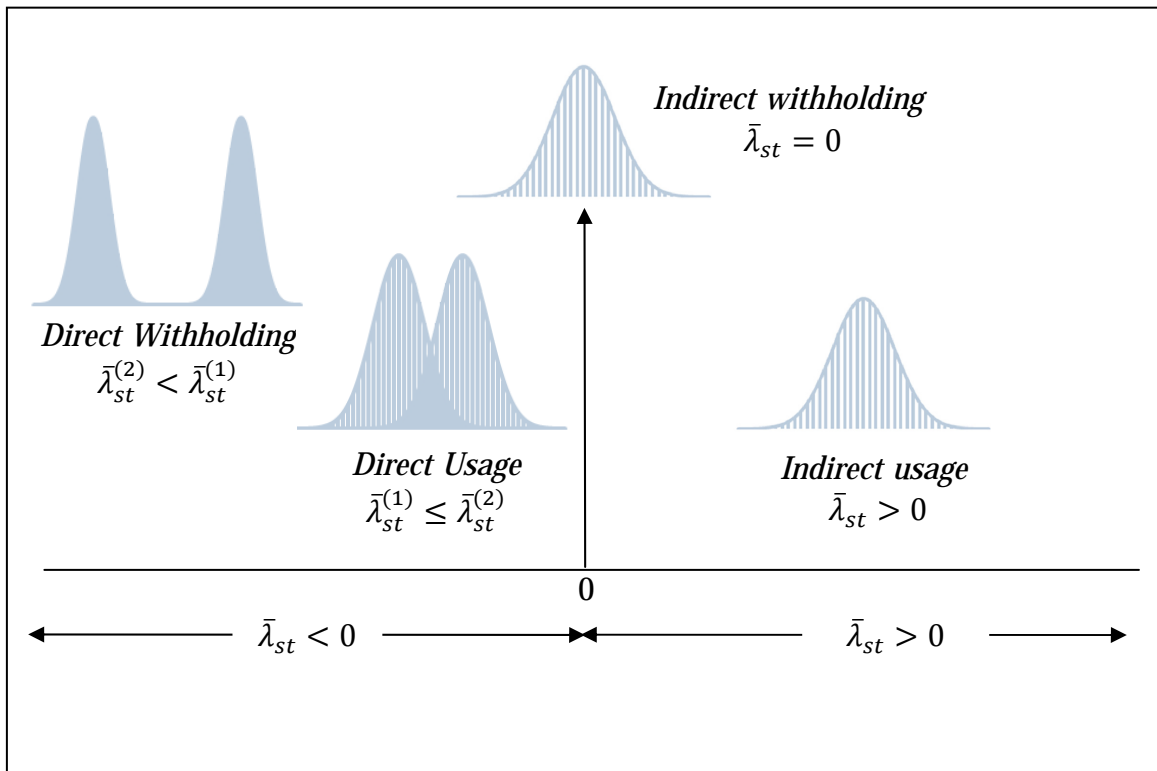 Indirect withholding
λ̄ₛₜ = 0
Direct Withholding
λ̄ₛₜ⁽²⁾ < λ̄ₛₜ⁽¹⁾
Direct Usage
λ̄ₛₜ⁽¹⁾ ≤ λ̄ₛₜ⁽²⁾
Indirect usage
λ̄ₛₜ > 0
0
λ̄ₛₜ < 0
λ̄ₛₜ > 0